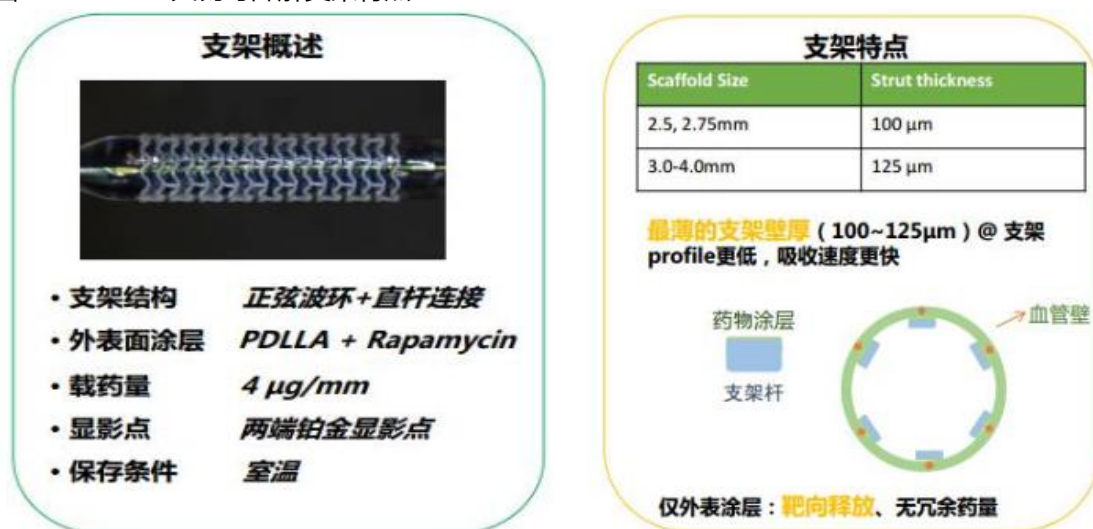 支架概述
• 支架结构 正弦波环+直杆连接
• 外表面涂层 PDLLA + Rapamycin
• 载药量 4 μg/mm
• 显影点 两端铂金显影点
• 保存条件 室温
支架特点
Scaffold Size Strut thickness
2.5, 2.75mm 100 μm
3.0-4.0mm 125 μm
最薄的支架壁厚 ( 100~125μm ) @ 支架
profile更低,吸收速度更快
药物涂层
血管壁
支架杆
仅外表涂层:靶向释放、无冗余药量